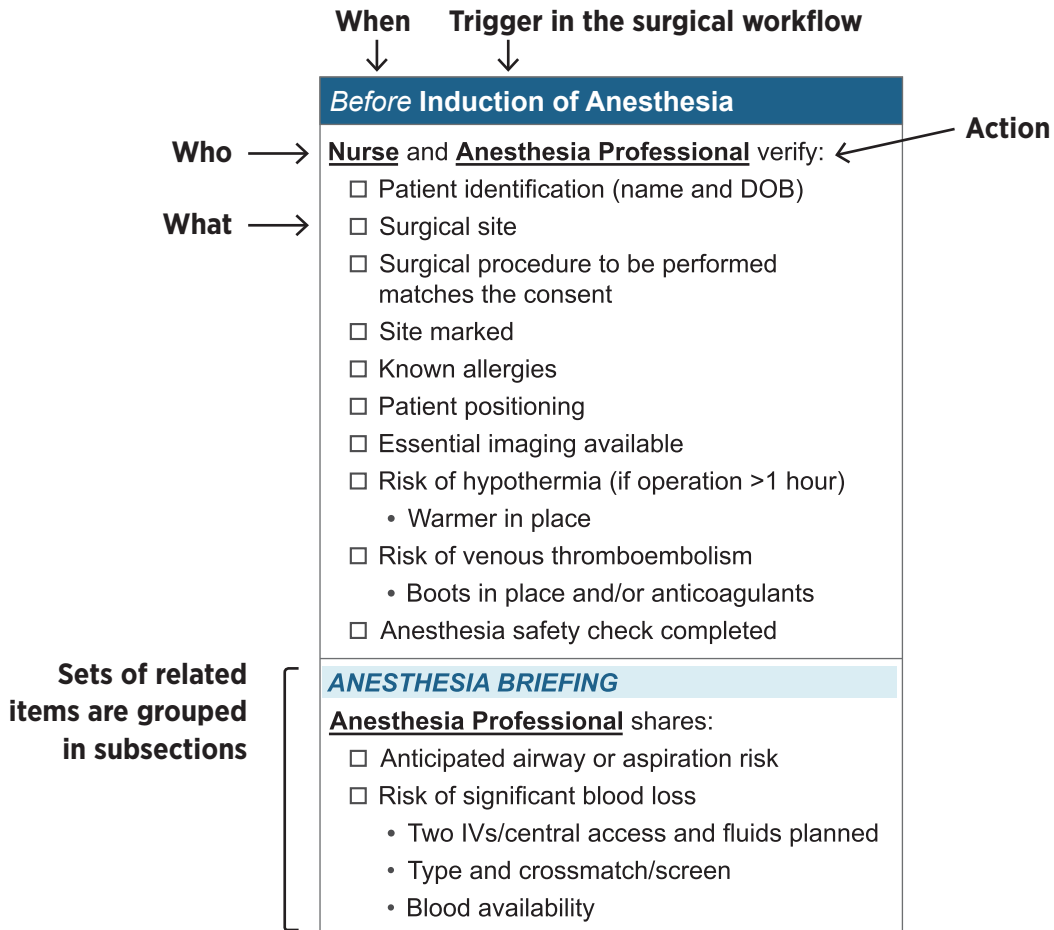 When Trigger in the surgical workflow
Before Induction of Anesthesia
Action
Who
Nurse and Anesthesia Professional verify:
Patient identification (name and DOB)
What
Surgical site
Surgical procedure to be performed
matches the consent
Site marked
Known allergies
Patient positioning
Essential imaging available
Risk of hypothermia (if operation >1 hour)
• Warmer in place
Risk of venous thromboembolism
• Boots in place and/or anticoagulants
Anesthesia safety check completed
Sets of related
items are grouped
in subsections
ANESTHESIA BRIEFING
Anesthesia Professional shares:
Anticipated airway or aspiration risk
Risk of significant blood loss
• Two IVs/central access and fluids planned
• Type and crossmatch/screen
• Blood availability